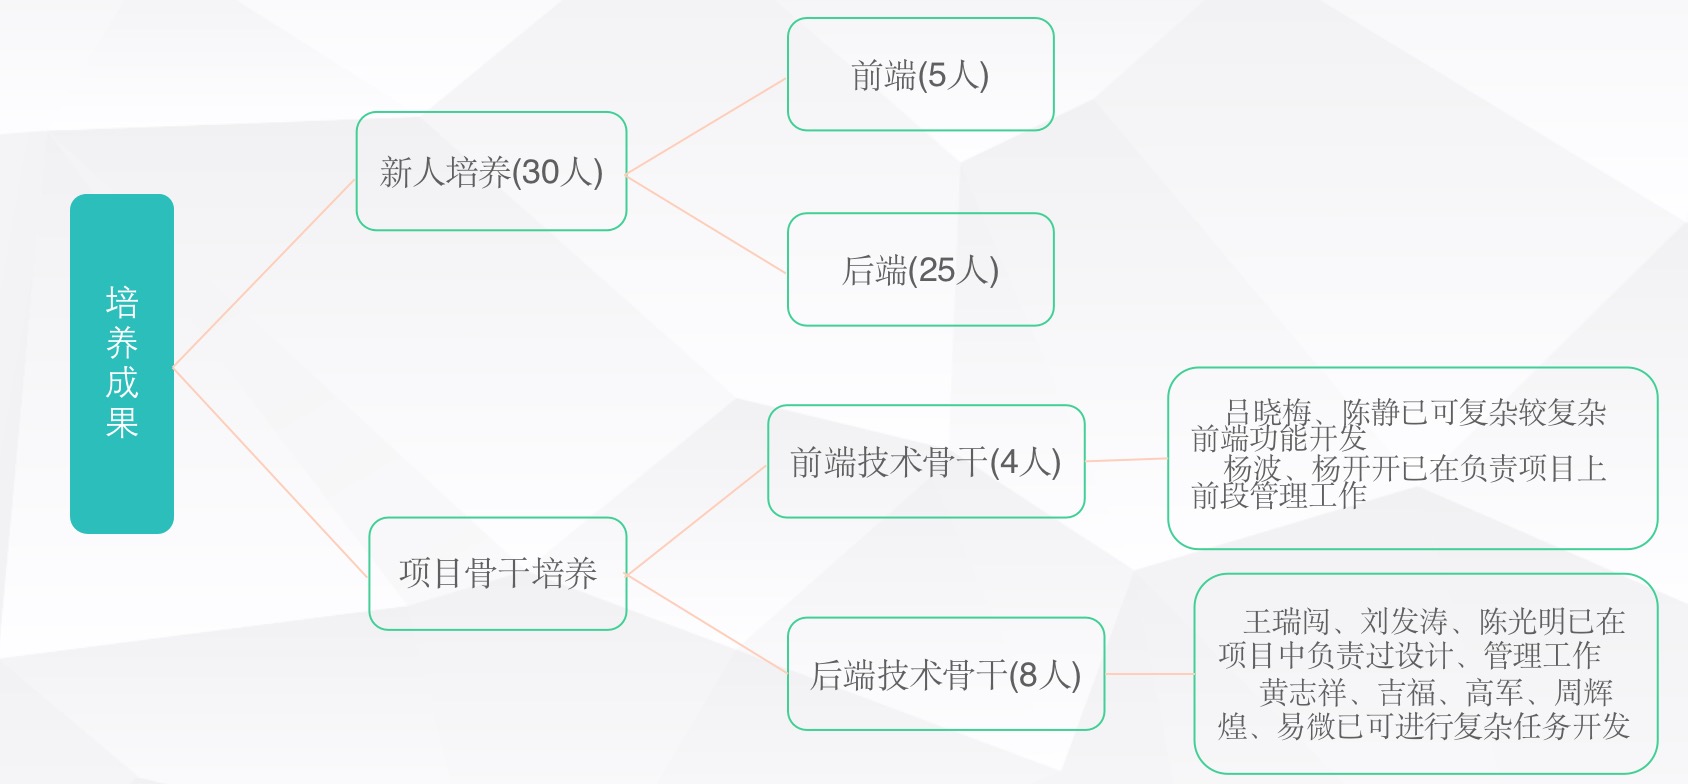 培
养
成
果
新人培养(30人)
前端(5人)
后端(25人)
项目骨干培养
前端技术骨干(4人)
吕晓梅、陈静已可复杂较复杂
前端功能开发
杨波、杨开开已在负责项目上
前段管理工作
后端技术骨干(8人)
王瑞闯、刘发涛、陈光明已在
项目中负责过设计、管理工作
黄志祥、吉福、高军、周辉
煌、易微已可进行复杂任务开发